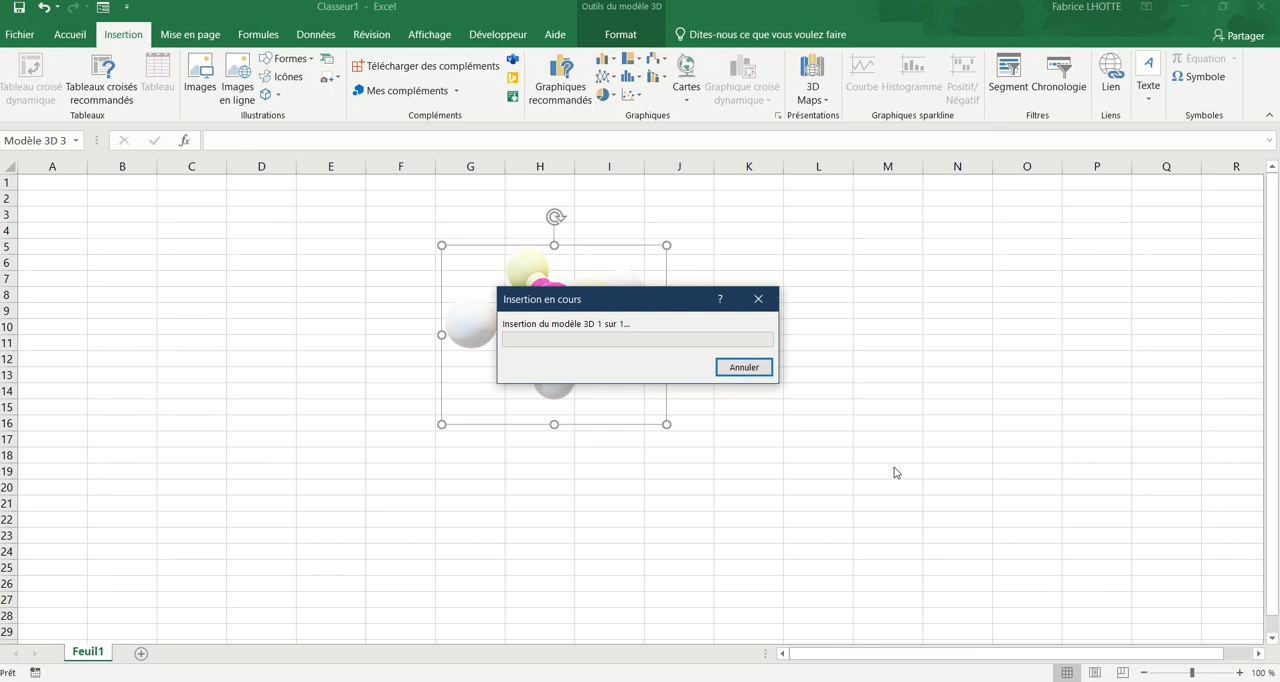 Classeur1 - Excel
Outils du modèle 3D
Fabrice LHOTTE
Fichier Accueil Insertion Mise en page Formules Données Révision Affichage Développeur Aide Format Dites-nous ce que vous voulez faire Partager
Tableau croisé dynamique
Tableaux croisés recommandés
Tableau
Tableaux
Images
Images en ligne
Formes
Icônes
Illustrations
Télécharger des compléments
Mes compléments
Compléments
Graphiques recommandés
Cartes
Graphique croisé dynamique
Graphiques
3D Maps
Présentations
Courbe Histogramme Positif/ Négatif
Graphiques sparkline
Segment Chronologie
Filtres
Lien
Liens
Texte
Équation
Symbole
Symboles
Modèle 3D 3
fx
A B C D E F G H I J K L M N O P Q R
1
2
3
4
5
6
7
8
9
10
11
12
13
14
15
16
17
18
19
20
21
22
23
24
25
26
27
28
29
Insertion en cours ?
Insertion du modèle 3D 1 sur 1...
Annuler
Feuil1
Prêt
100 %